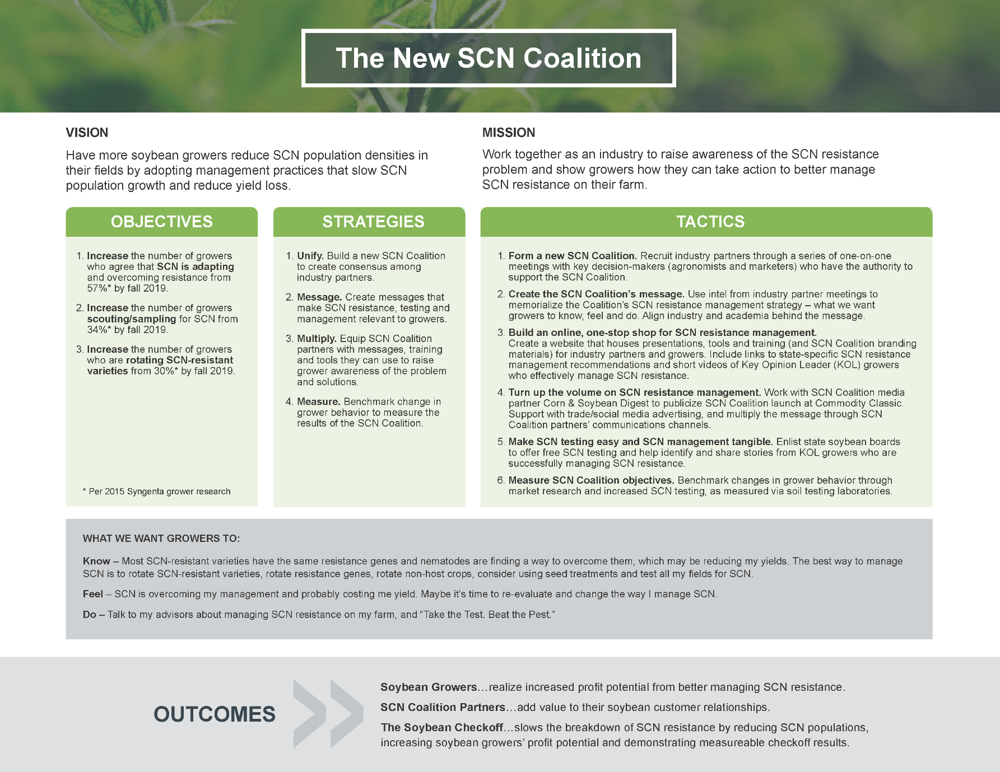 The New SCN Coalition
VISION
Have more soybean growers reduce SCN population densities in
their fields by adopting management practices that slow SCN
population growth and reduce yield loss.
MISSION
Work together as an industry to raise awareness of the SCN resistance
problem and show growers how they can take action to better manage
SCN resistance on their farm.
OBJECTIVES
1. Increase the number of growers
who agree that SCN is adapting
and overcoming resistance from
57%* by fall 2019.
2. Increase the number of growers
scouting/sampling for SCN from
34%* by fall 2019.
3. Increase the number of growers
who are rotating SCN-resistant
varieties from 30%* by fall 2019.
* Per 2015 Syngenta grower research
STRATEGIES
1. Unify. Build a new SCN Coalition
to create consensus among
industry partners.
2. Message. Create messages that
make SCN resistance, testing and
management relevant to growers.
3. Multiply. Equip SCN Coalition
partners with messages, training
and tools they can use to raise
grower awareness of the problem
and solutions.
4. Measure. Benchmark change in
grower behavior to measure the
results of the SCN Coalition.
TACTICS
1. Form a new SCN Coalition. Recruit industry partners through a series of one-on-one
meetings with key decision-makers (agronomists and marketers) who have the authority to
support the SCN Coalition.
2. Create the SCN Coalition’s message. Use intel from industry partner meetings to
memorialize the Coalition’s SCN resistance management strategy – what we want
growers to know, feel and do. Align industry and academia behind the message.
3. Build an online, one-stop shop for SCN resistance management.
Create a website that houses presentations, tools and training (and SCN Coalition branding
materials) for industry partners and growers. Include links to state-specific SCN resistance
management recommendations and short videos of Key Opinion Leader (KOL) growers
who effectively manage SCN resistance.
4. Turn up the volume on SCN resistance management. Work with SCN Coalition media
partner Corn & Soybean Digest to publicize SCN Coalition launch at Commodity Classic.
Support with trade/social media advertising, and multiply the message through SCN
Coalition partners’ communications channels.
5. Make SCN testing easy and SCN management tangible. Enlist state soybean boards
to offer free SCN testing and help identify and share stories from KOL growers who are
successfully managing SCN resistance.
6. Measure SCN Coalition objectives. Benchmark changes in grower behavior through
market research and increased SCN testing, as measured via soil testing laboratories.
WHAT WE WANT GROWERS TO:
Know – Most SCN-resistant varieties have the same resistance genes and nematodes are finding a way to overcome them, which may be reducing my yields. The best way to manage
SCN is to rotate SCN-resistant varieties, rotate resistance genes, rotate non-host crops, consider using seed treatments and test all my fields for SCN.
Feel – SCN is overcoming my management and probably costing me yield. Maybe it’s time to re-evaluate and change the way I manage SCN.
Do – Talk to my advisors about managing SCN resistance on my farm, and “Take the Test. Beat the Pest.”
OUTCOMES
Soybean Growers…realize increased profit potential from better managing SCN resistance.
SCN Coalition Partners…add value to their soybean customer relationships.
The Soybean Checkoff…slows the breakdown of SCN resistance by reducing SCN populations,
increasing soybean growers’ profit potential and demonstrating measureable checkoff results.